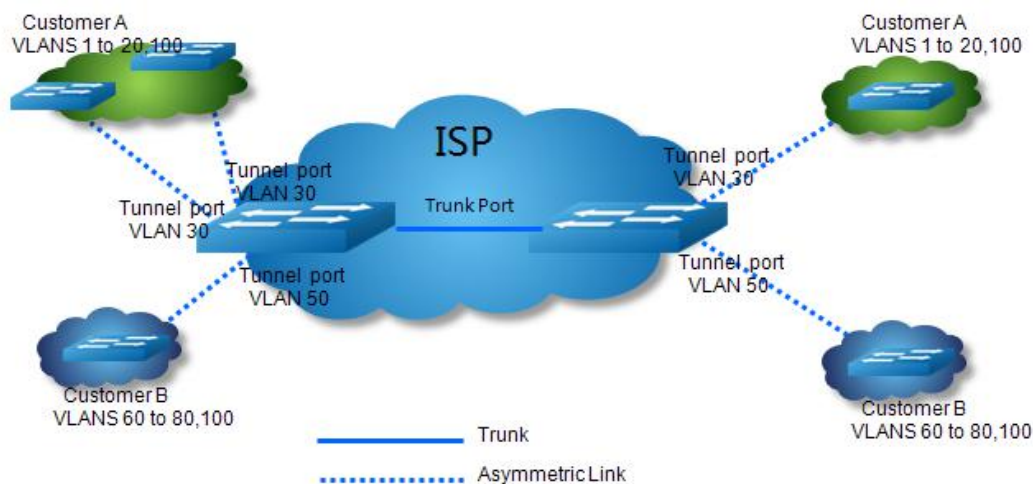 Customer A
VLANS 1 to 20,100
Customer A
VLANS 1 to 20,100
ISP
Tunnel port
VLAN 30
Tunnel port
VLAN 30
Tunnel port
VLAN 30
Trunk Port
Tunnel port
VLAN 50
Tunnel port
VLAN 50
Customer B
VLANS 60 to 80,100
Customer B
VLANS 60 to 80,100
Trunk
Asymmetric Link